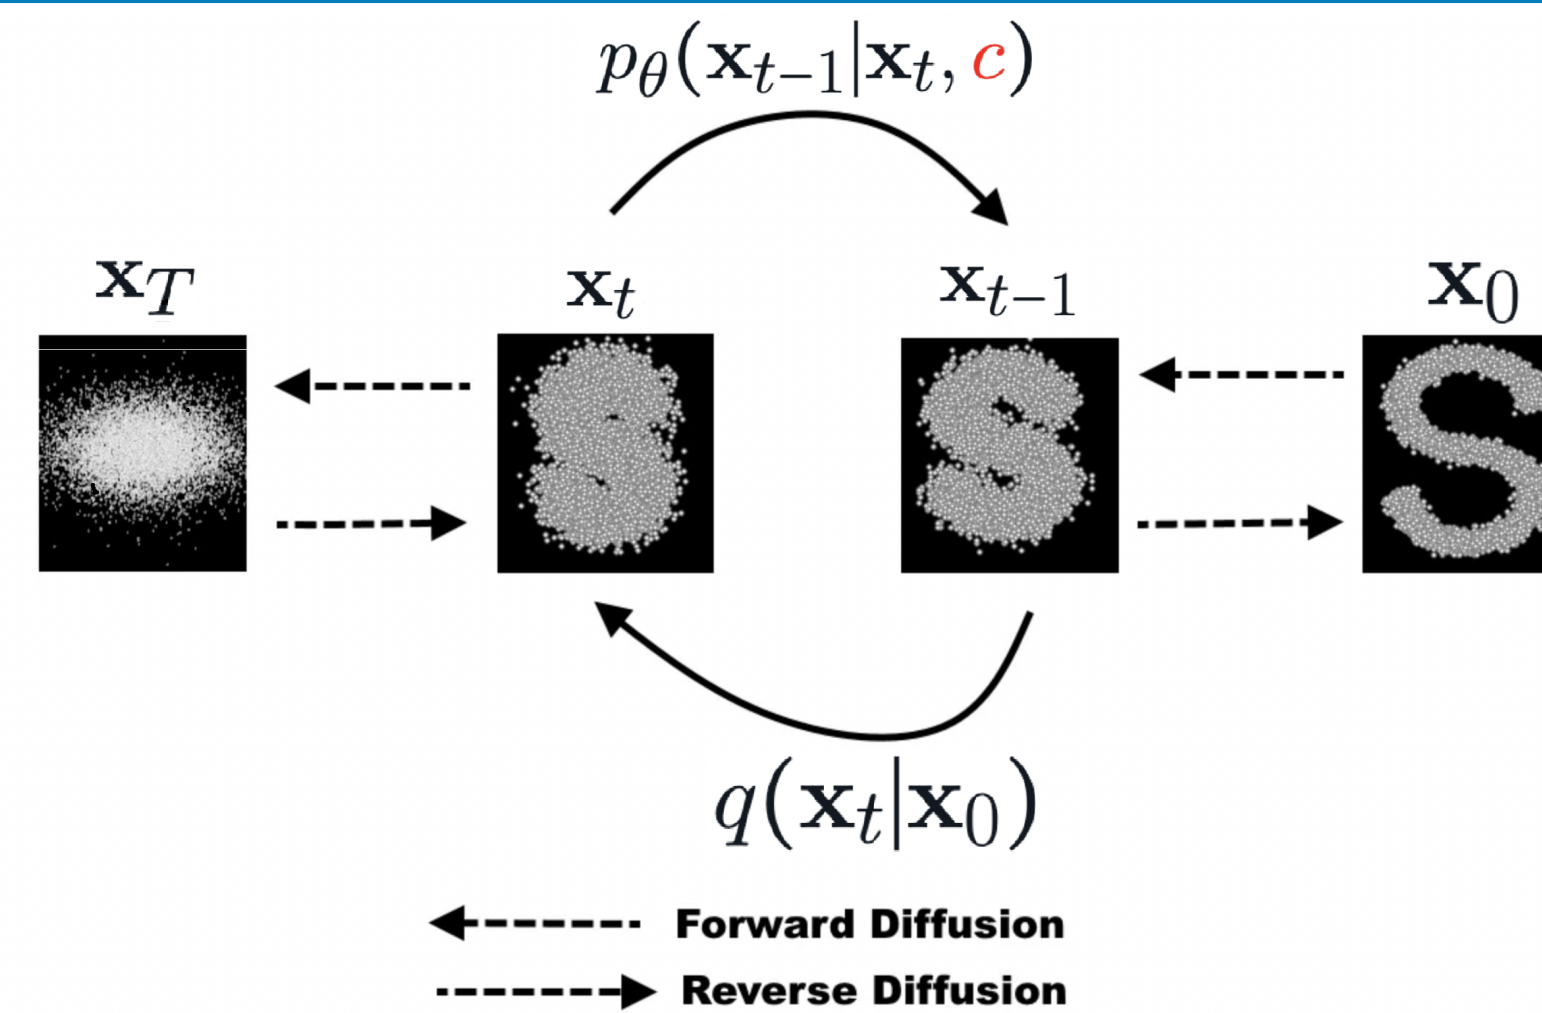 pθ(xt−1|xt, c)
xT
xt
xt−1
x0
q(xt|x0)
Forward Diffusion
Reverse Diffusion